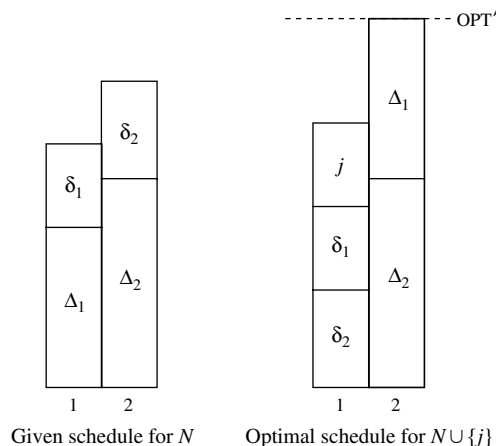 OPT′
Δ₁
δ₂
δ₁
j
Δ₁
Δ₂
δ₁
Δ₂
δ₂
1 2
1 2
Given schedule for N
Optimal schedule for N ∪ {j}